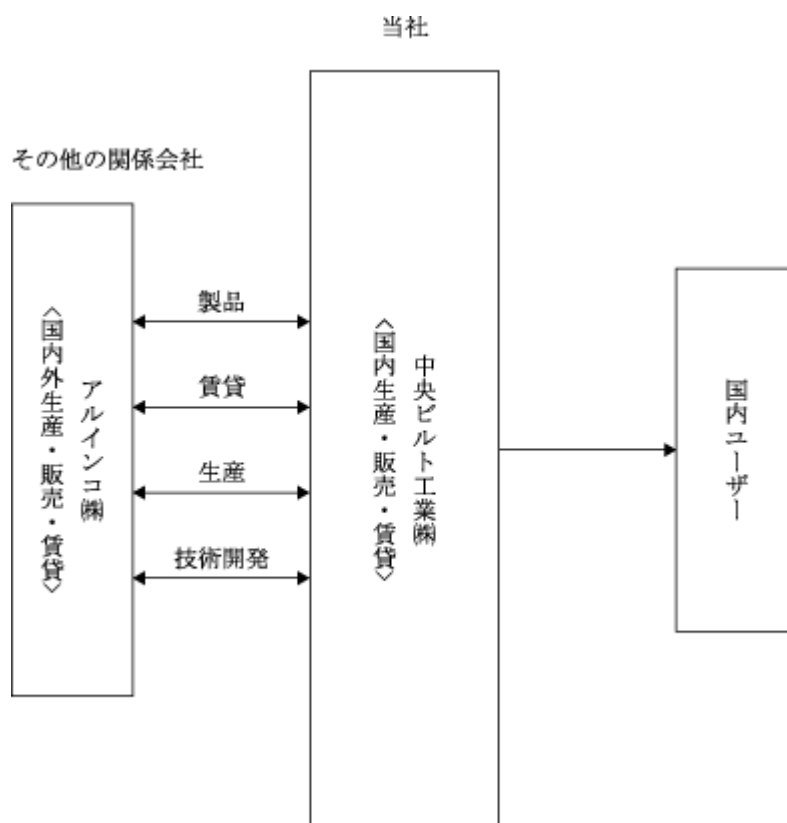 当社
その他の関係会社
アルインコ㈱
〈国内外生産・販売・賃貸〉
製品
賃貸
生産
技術開発
中央ビルト工業㈱
〈国内生産・販売・賃貸〉
国内ユーザー